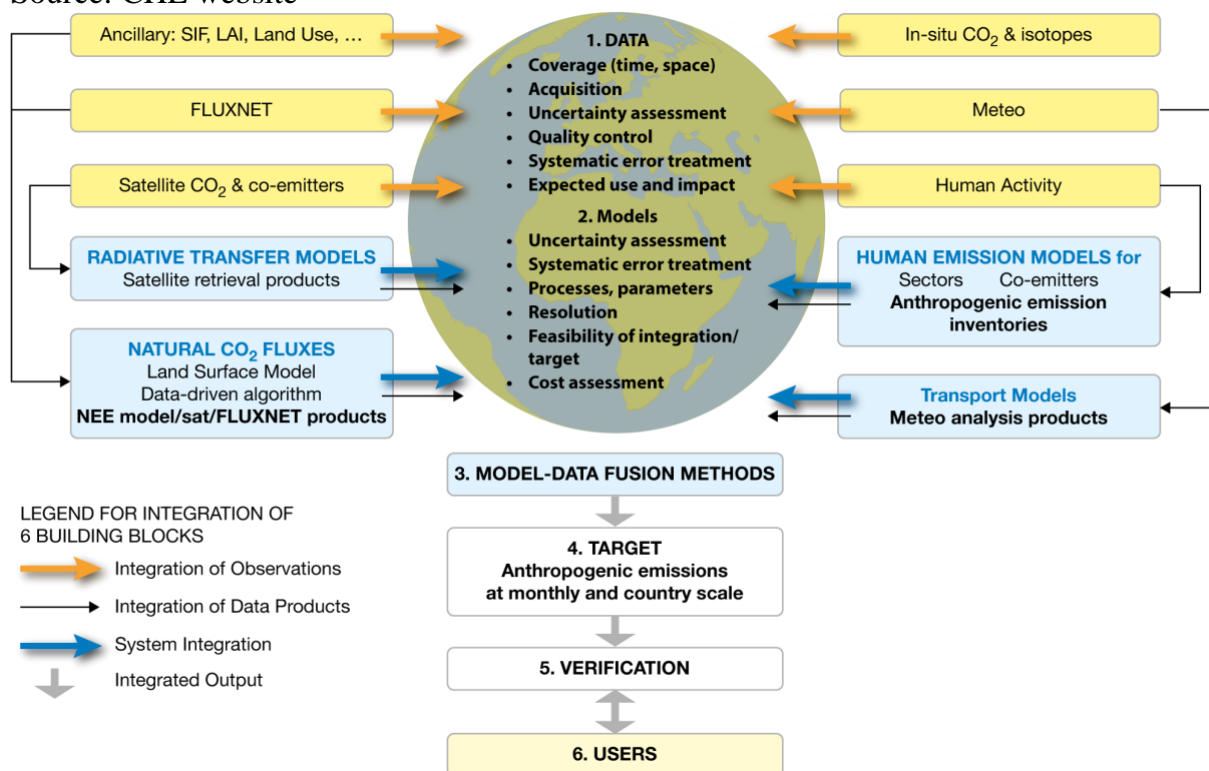 Source: CHE website
Ancillary: SIF, LAI, Land Use, …
FLUXNET
Satellite CO₂ & co-emitters
RADIATIVE TRANSFER MODELS
Satellite retrieval products
NATURAL CO₂ FLUXES
Land Surface Model
Data-driven algorithm
NEE model/sat/FLUXNET products
1. DATA
• Coverage (time, space)
• Acquisition
• Uncertainty assessment
• Quality control
• Systematic error treatment
• Expected use and impact
2. Models
• Uncertainty assessment
• Systematic error treatment
• Processes, parameters
• Resolution
• Feasibility of integration/
target
• Cost assessment
In-situ CO₂ & isotopes
Meteo
Human Activity
HUMAN EMISSION MODELS for
Sectors Co-emitters
Anthropogenic emission
inventories
Transport Models
Meteo analysis products
3. MODEL-DATA FUSION METHODS
4. TARGET
Anthropogenic emissions
at monthly and country scale
5. VERIFICATION
6. USERS
LEGEND FOR INTEGRATION OF
6 BUILDING BLOCKS
Integration of Observations
Integration of Data Products
System Integration
Integrated Output